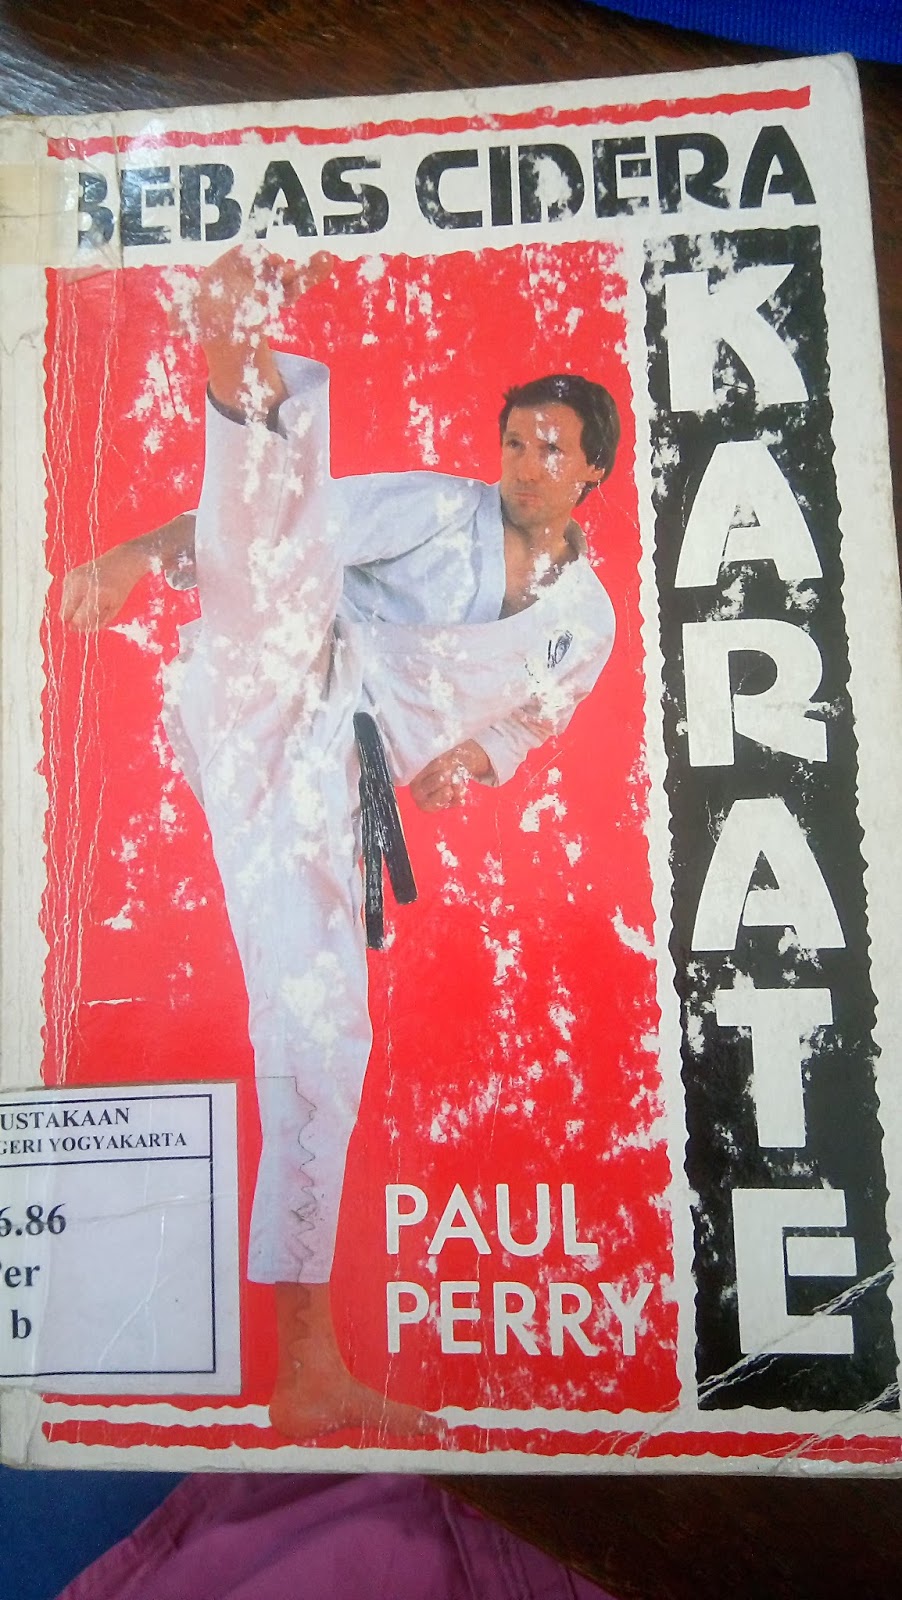 BEBAS CIDERA
KARATE
PAUL
PERRY
USTAKAAN
GERI YOGYAKARTA
6.86
er
b